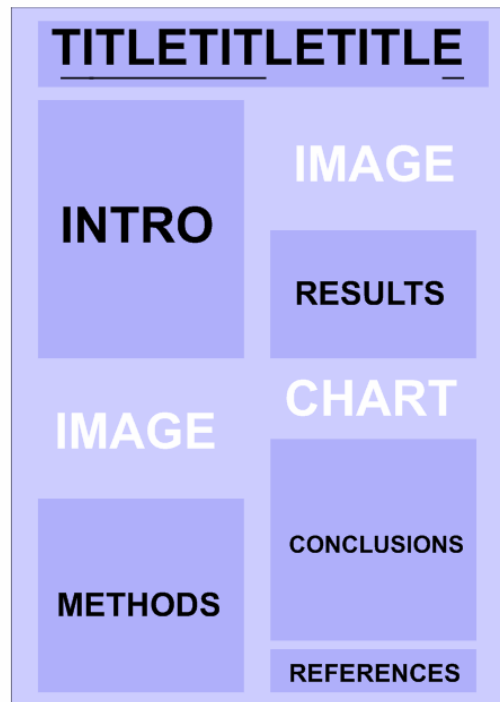 TITLETITLETITLE
INTRO
IMAGE
METHODS
IMAGE
RESULTS
CHART
CONCLUSIONS
REFERENCES